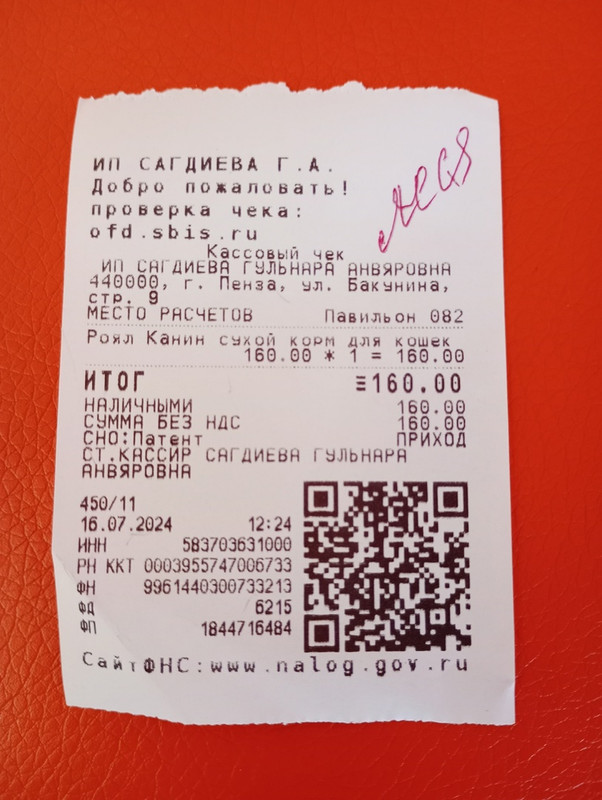 ИП САГДИЕВА Г.А.
Добро пожаловать!
проверка чека:
ofd.sbis.ru
Кассовый чек
ИП САГДИЕВА ГУЛЬНАРА АНВЯРОВНА
440000, г. Пенза, ул. Бакунина,
стр. 9
МЕСТО РАСЧЕТОВ Павильон 082
Роял Канин сухой корм для кошек
160.00 * 1 = 160.00
ИТОГ ≡160.00
НАЛИЧНЫМИ 160.00
СУММА БЕЗ НДС 160.00
СНО:Патент ПРИХОД
СТ.КАССИР САГДИЕВА ГУЛЬНАРА
АНВЯРОВНА
450/11
16.07.2024 12:24
ИНН 583703631000
РН ККТ 0003955747006733
ФН 9961440300733213
ФД 6215
ФП 1844716484
СайтФНС:www.nalog.gov.ru